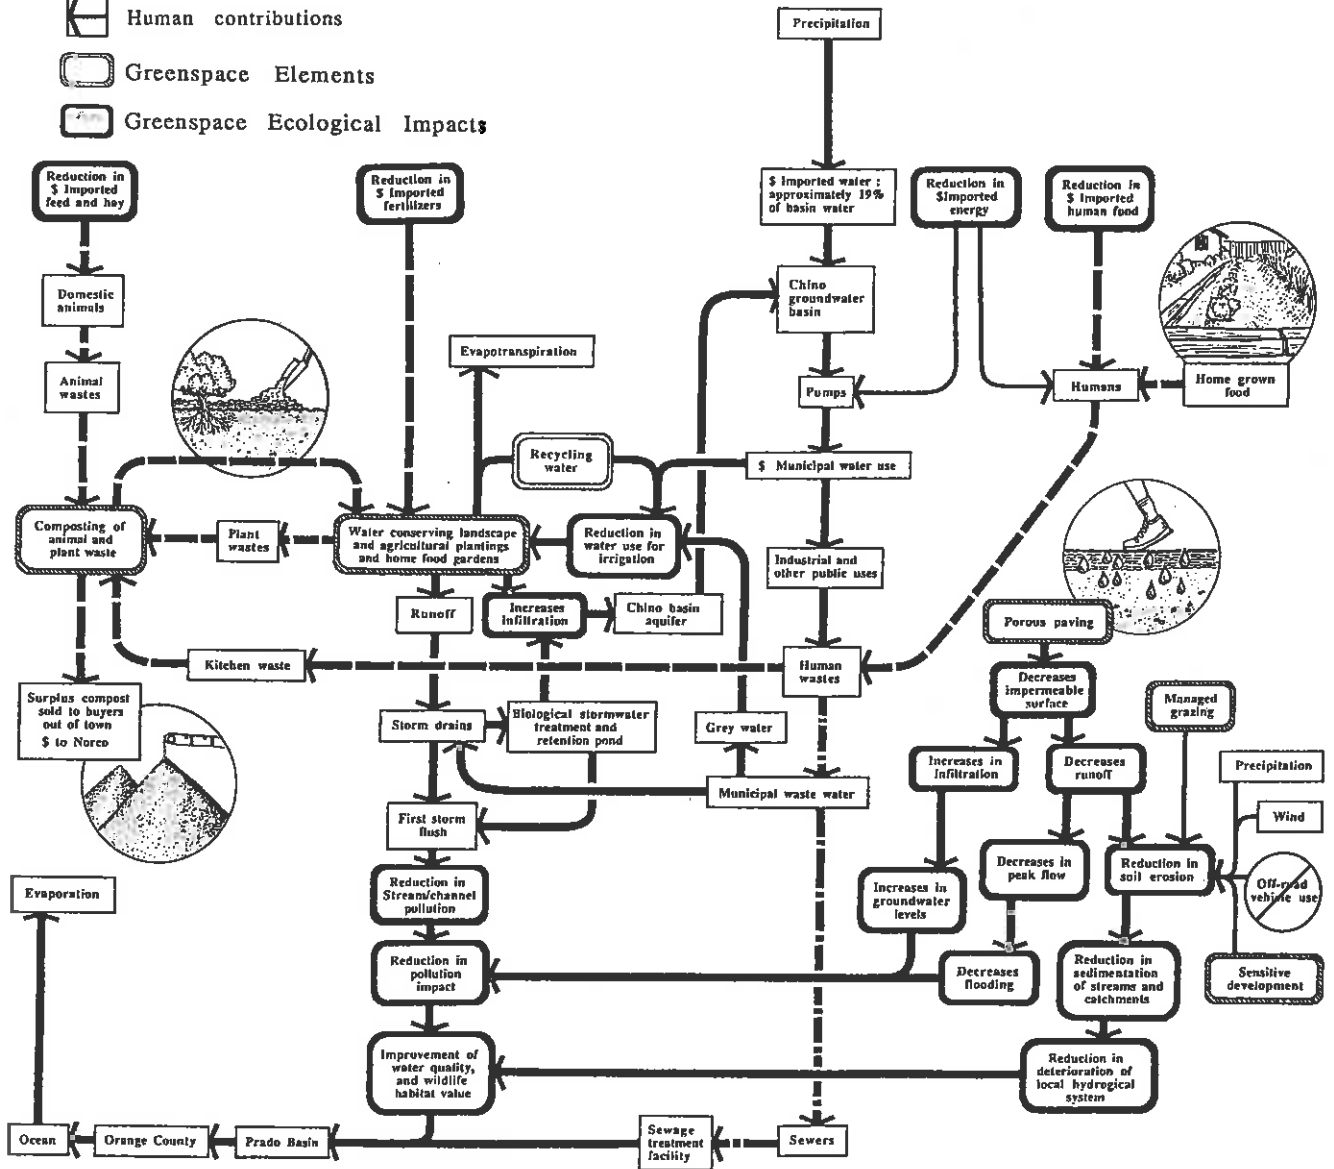 Human contributions
Greenspace Elements
Greenspace Ecological Impacts
Precipitation
Reduction in
$ Imported
feed and hay
Reduction in
$ Imported
fertilizers
$ Imported water :
approximately 19%
of basin water
Reduction in
$Imported
energy
Reduction in
$ Imported
human food
Domestic
animals
Chino
groundwater
basin
Evapotranspiration
Animal
wastes
Pumps
Humans
Home grown
food
Recycling
water
$ Municipal water use
Composting of
animal and
plant waste
Plant
wastes
Water conserving landscape
and agricultural plantings
and home food gardens
Reduction in
water use for
irrigation
Industrial and
other public uses
Runoff
Increases
Infiltration
Chino basin
aquifer
Porous paving
Kitchen waste
Human
wastes
Decreases
impermeable
surface
Surplus compost
sold to buyers
out of town
$ to Norco
Managed
grazing
Storm drains
Biological stormwater
treatment and
retention pond
Grey water
Increases in
Infiltration
Decreases
runoff
Precipitation
Municipal waste water
First storm
flush
Wind
Decreases in
peak flow
Reduction in
soil erosion
Off-road
vehicle use
Evaporation
Reduction in
Stream/channel
pollution
Increases in
groundwater
levels
Reduction in
pollution
impact
Decreases
flooding
Reduction in
sedimentation
of streams and
catchments
Sensitive
development
Improvement of
water quality,
and wildlife
habitat value
Reduction in
deterioration of
local hydrogical
system
Ocean
Orange County
Prado Basin
Sewage
treatment
facility
Sewers